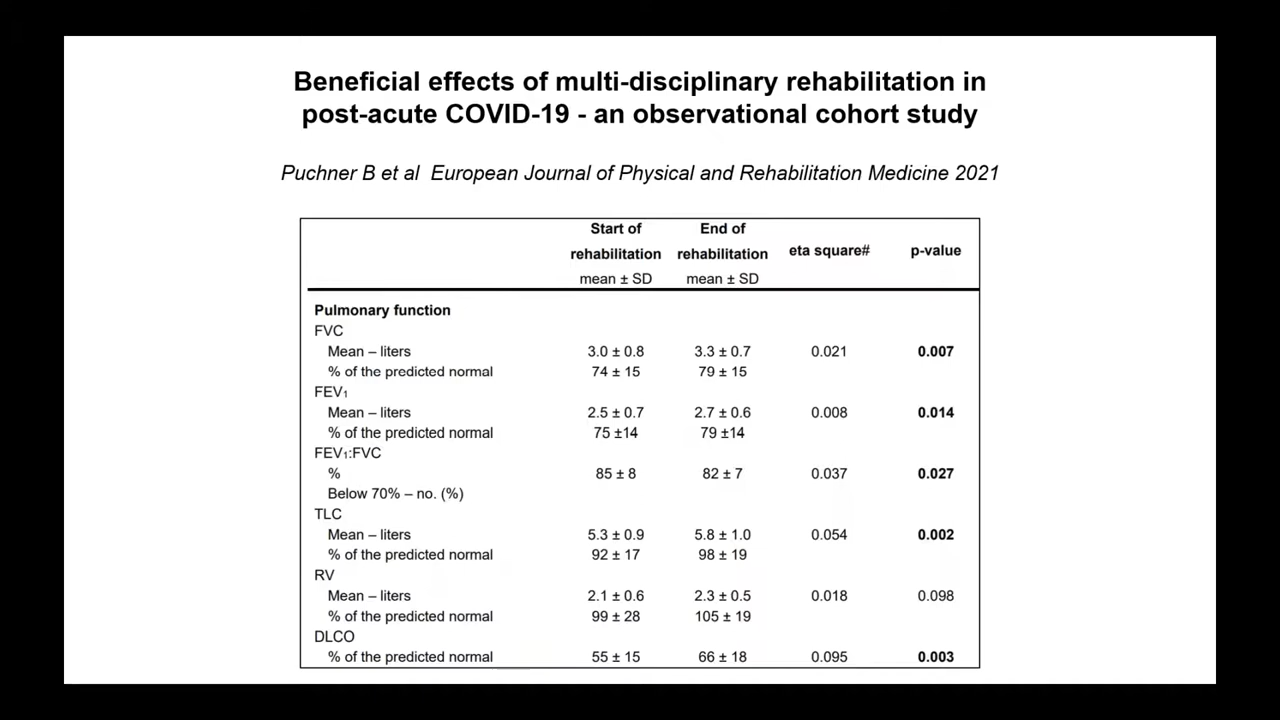 Beneficial effects of multi-disciplinary rehabilitation in
post-acute COVID-19 - an observational cohort study
Puchner B et al European Journal of Physical and Rehabilitation Medicine 2021
Start of rehabilitation mean ± SD End of rehabilitation mean ± SD eta square# p-value
Pulmonary function
FVC
Mean – liters 3.0 ± 0.8 3.3 ± 0.7 0.021 0.007
% of the predicted normal 74 ± 15 79 ± 15
FEV₁
Mean – liters 2.5 ± 0.7 2.7 ± 0.6 0.008 0.014
% of the predicted normal 75 ±14 79 ±14
FEV₁:FVC
% 85 ± 8 82 ± 7 0.037 0.027
Below 70% – no. (%)
TLC
Mean – liters 5.3 ± 0.9 5.8 ± 1.0 0.054 0.002
% of the predicted normal 92 ± 17 98 ± 19
RV
Mean – liters 2.1 ± 0.6 2.3 ± 0.5 0.018 0.098
% of the predicted normal 99 ± 28 105 ± 19
DLCO
% of the predicted normal 55 ± 15 66 ± 18 0.095 0.003